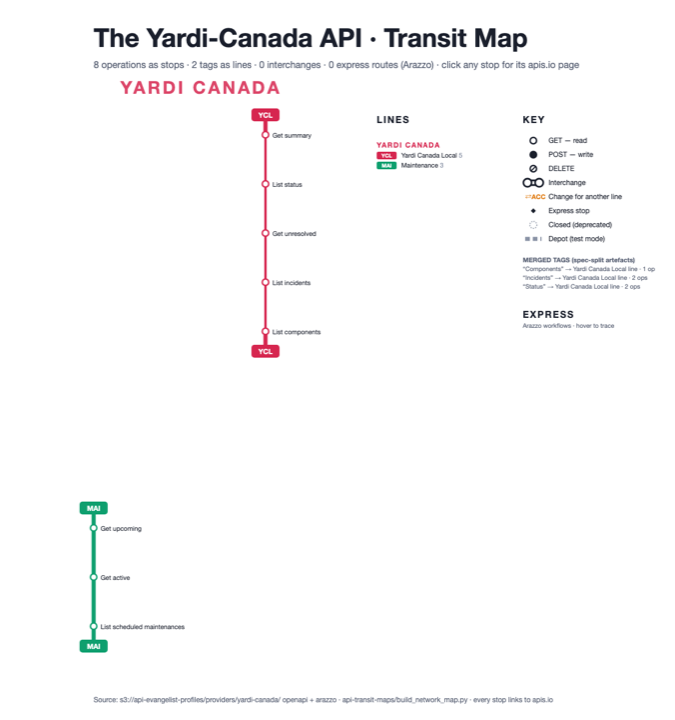 The Yardi-Canada API · Transit Map
8 operations as stops · 2 tags as lines · 0 interchanges · 0 express routes (Arazzo) · click any stop for its apis.io page
YARDI CANADA
YCL
Get summary
List status
Get unresolved
List incidents
List components
YCL
LINES
YARDI CANADA
YCL Yardi Canada Local 5
MAI Maintenance 3
KEY
GET — read
POST — write
DELETE
Interchange
⇄ACC Change for another line
Express stop
Closed (deprecated)
Depot (test mode)
MERGED TAGS (spec-split artefacts)
"Components" → Yardi Canada Local line · 1 op
"Incidents" → Yardi Canada Local line · 2 ops
"Status" → Yardi Canada Local line · 2 ops
EXPRESS
Arazzo workflows · hover to trace
MAI
Get upcoming
Get active
List scheduled maintenances
MAI
Source: s3://api-evangelist-profiles/providers/yardi-canada/ openapi + arazzo · api-transit-maps/build_network_map.py · every stop links to apis.io